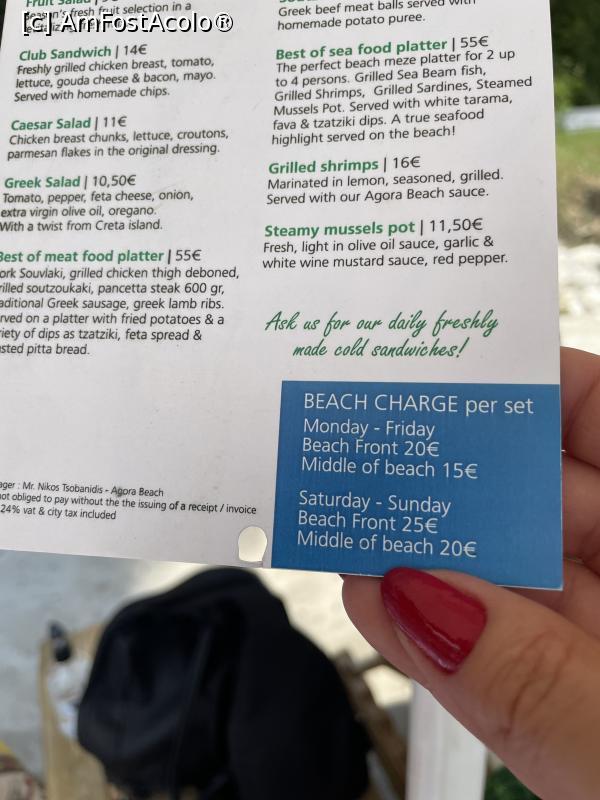 [c] AmFostAcolo®
Fruit Salad |
season's fresh fruit selection in a
Club Sandwich | 14€
Freshly grilled chicken breast, tomato,
lettuce, gouda cheese & bacon, mayo.
Served with homemade chips.
Caesar Salad | 11€
Chicken breast chunks, lettuce, croutons,
parmesan flakes in the original dressing.
Greek Salad | 10,50€
Tomato, pepper, feta cheese, onion,
extra virgin olive oil, oregano.
With a twist from Creta island.
Best of meat food platter | 55€
ork Souvlaki, grilled chicken thigh deboned,
rilled soutzoukaki, pancetta steak 600 gr,
aditional Greek sausage, greek lamb ribs.
rved on a platter with fried potatoes & a
riety of dips as tzatziki, feta spread &
sted pitta bread.
ager : Mr. Nikos Tsobanidis - Agora Beach
not obliged to pay without the the issuing of a receipt / invoice
24% vat & city tax included
Greek beef meat balls served with
homemade potato puree.
Best of sea food platter | 55€
The perfect beach meze platter for 2 up
to 4 persons. Grilled Sea Beam fish,
Grilled Shrimps, Grilled Sardines, Steamed
Mussels Pot. Served with white tarama,
fava & tzatziki dips. A true seafood
highlight served on the beach!
Grilled shrimps | 16€
Marinated in lemon, seasoned, grilled.
Served with our Agora Beach sauce.
Steamy mussels pot | 11,50€
Fresh, light in olive oil sauce, garlic &
white wine mustard sauce, red pepper.
Ask us for our daily freshly
made cold sandwiches!
BEACH CHARGE per set
Monday - Friday
Beach Front 20€
Middle of beach 15€
Saturday - Sunday
Beach Front 25€
Middle of beach 20€